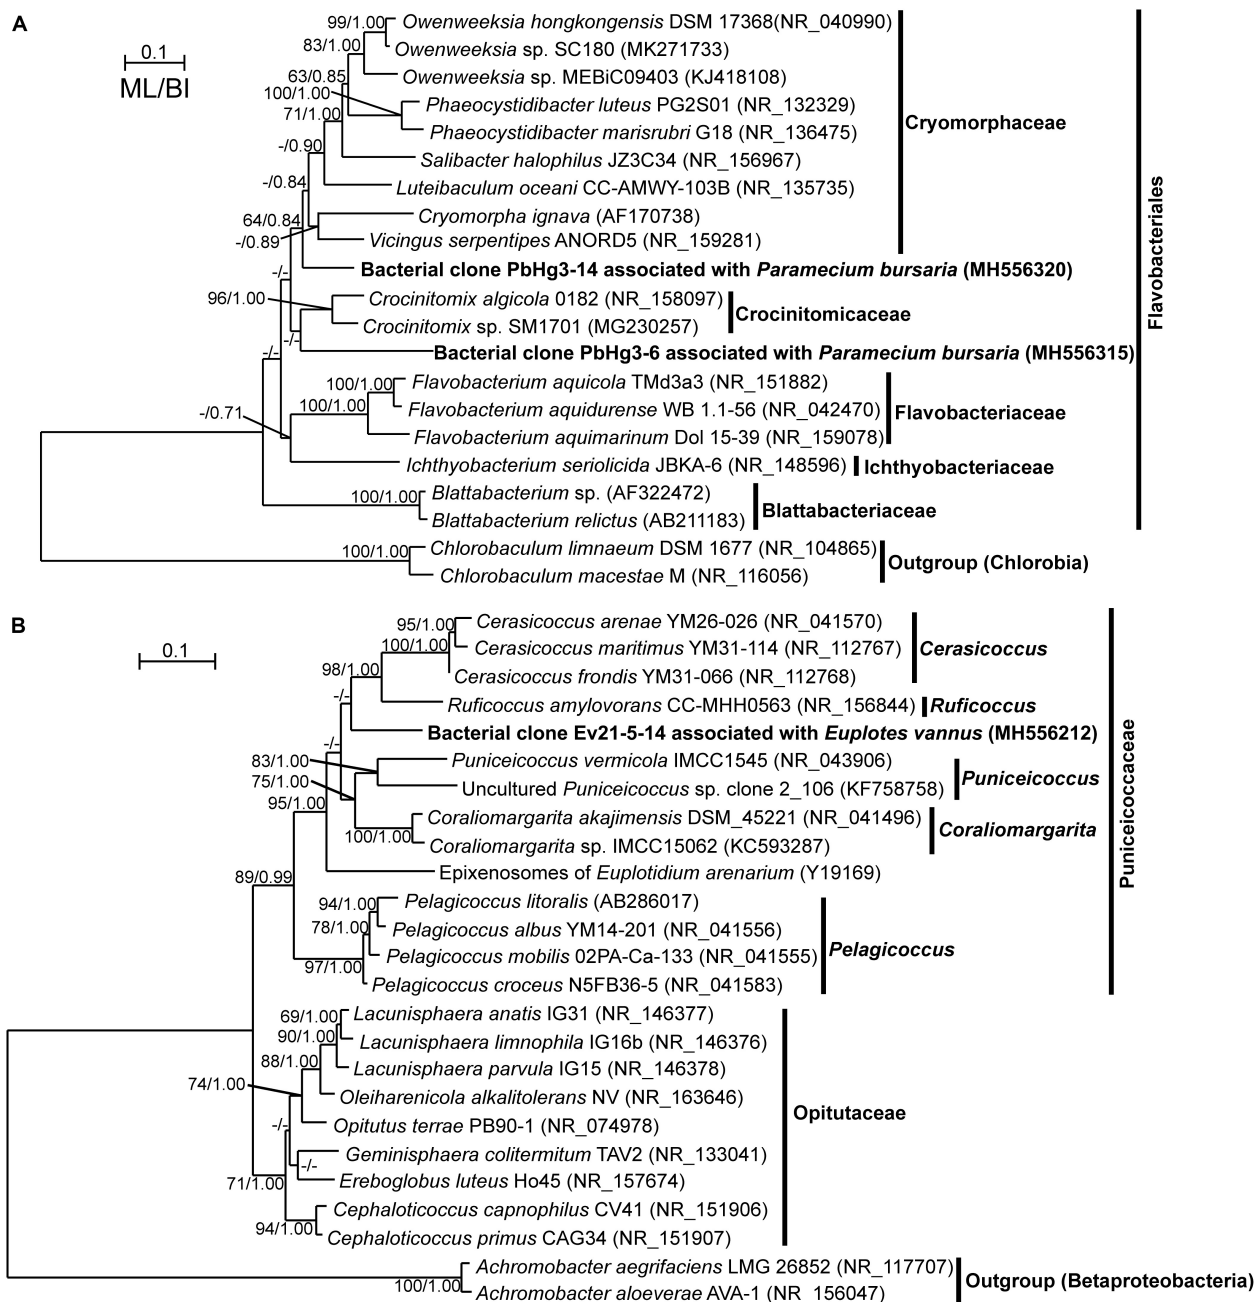 A
0.1
ML/BI
99/1.00
Owenweeksia hongkongensis DSM 17368(NR_040990)
83/1.00
Owenweeksia sp. SC180 (MK271733)
63/0.85
Owenweeksia sp. MEBiC09403 (KJ418108)
100/1.00
Phaeocystidibacter luteus PG2S01 (NR_132329)
71/1.00
Phaeocystidibacter marisrubri G18 (NR_136475)
Cryomorphaceae
-/0.90
Salibacter halophilus JZ3C34 (NR_156967)
-/0.84
Luteibaculum oceani CC-AMWY-103B (NR_135735)
64/0.84
Cryomorpha ignava (AF170738)
-/0.89
Vicingus serpentipes ANORD5 (NR_159281)
-/-
Bacterial clone PbHg3-14 associated with Paramecium bursaria (MH556320)
96/1.00
Crocinitomix algicola 0182 (NR_158097)
Crocinitomix sp. SM1701 (MG230257)
Crocinitomicaceae
-/-
-/-
Bacterial clone PbHg3-6 associated with Paramecium bursaria (MH556315)
100/1.00
Flavobacterium aquicola TMd3a3 (NR_151882)
100/1.00
Flavobacterium aquidurense WB 1.1-56 (NR_042470)
Flavobacteriaceae
-/0.71
Flavobacterium aquimarinum Dol 15-39 (NR_159078)
Ichthyobacterium seriolicida JBKA-6 (NR_148596)
Ichthyobacteriaceae
100/1.00
Blattabacterium sp. (AF322472)
Blattabacterium relictus (AB211183)
Blattabacteriaceae
Flavobacteriales
100/1.00
Chlorobaculum limnaeum DSM 1677 (NR_104865)
Chlorobaculum macestae M (NR_116056)
Outgroup (Chlorobia)
B
0.1
95/1.00
Cerasicoccus arenae YM26-026 (NR_041570)
100/1.00
Cerasicoccus maritimus YM31-114 (NR_112767)
Cerasicoccus
98/1.00
Cerasicoccus frondis YM31-066 (NR_112768)
-/-
Ruficoccus amylovorans CC-MHH0563 (NR_156844)
Ruficoccus
-/-
Bacterial clone Ev21-5-14 associated with Euplotes vannus (MH556212)
83/1.00
Puniceicoccus vermicola IMCC1545 (NR_043906)
75/1.00
Uncultured Puniceicoccus sp. clone 2_106 (KF758758)
Puniceicoccus
95/1.00
Coraliomargarita akajimensis DSM_45221 (NR_041496)
100/1.00
Coraliomargarita sp. IMCC15062 (KC593287)
Coraliomargarita
Epixenosomes of Euplotidium arenarium (Y19169)
89/0.99
94/1.00
Pelagicoccus litoralis (AB286017)
78/1.00
Pelagicoccus albus YM14-201 (NR_041556)
Pelagicoccus mobilis 02PA-Ca-133 (NR_041555)
Pelagicoccus
97/1.00
Pelagicoccus croceus N5FB36-5 (NR_041583)
Puniceicoccaceae
69/1.00
Lacunisphaera anatis IG31 (NR_146377)
90/1.00
Lacunisphaera limnophila IG16b (NR_146376)
88/1.00
Lacunisphaera parvula IG15 (NR_146378)
74/1.00
Oleiharenicola alkalitolerans NV (NR_163646)
Opitutaceae
-/-
Opitutus terrae PB90-1 (NR_074978)
Geminisphaera colitermitum TAV2 (NR_133041)
-/-
71/1.00
Ereboglobus luteus Ho45 (NR_157674)
Cephaloticoccus capnophilus CV41 (NR_151906)
94/1.00
Cephaloticoccus primus CAG34 (NR_151907)
Achromobacter aegrifaciens LMG 26852 (NR_117707)
100/1.00
Achromobacter aloeverae AVA-1 (NR_156047)
Outgroup (Betaproteobacteria)